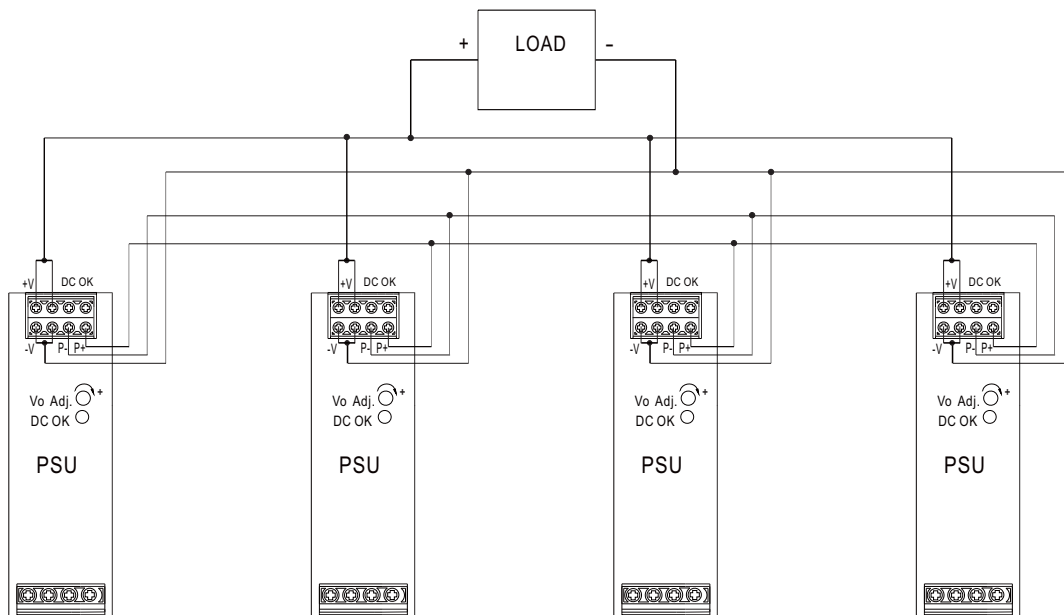 + LOAD -
+V DC OK
-V P- P+
Vo Adj. +
DC OK
PSU
+V DC OK
-V P- P+
Vo Adj. +
DC OK
PSU
+V DC OK
-V P- P+
Vo Adj. +
DC OK
PSU
+V DC OK
-V P- P+
Vo Adj. +
DC OK
PSU